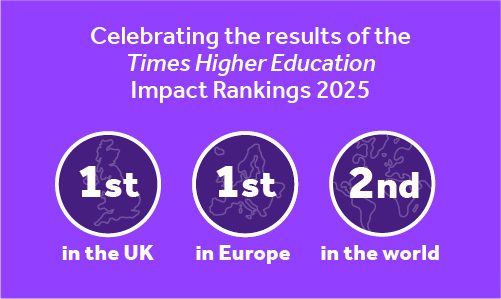 Celebrating the results of the
Times Higher Education
Impact Rankings 2025
1st
in the UK
1st
in Europe
2nd
in the world